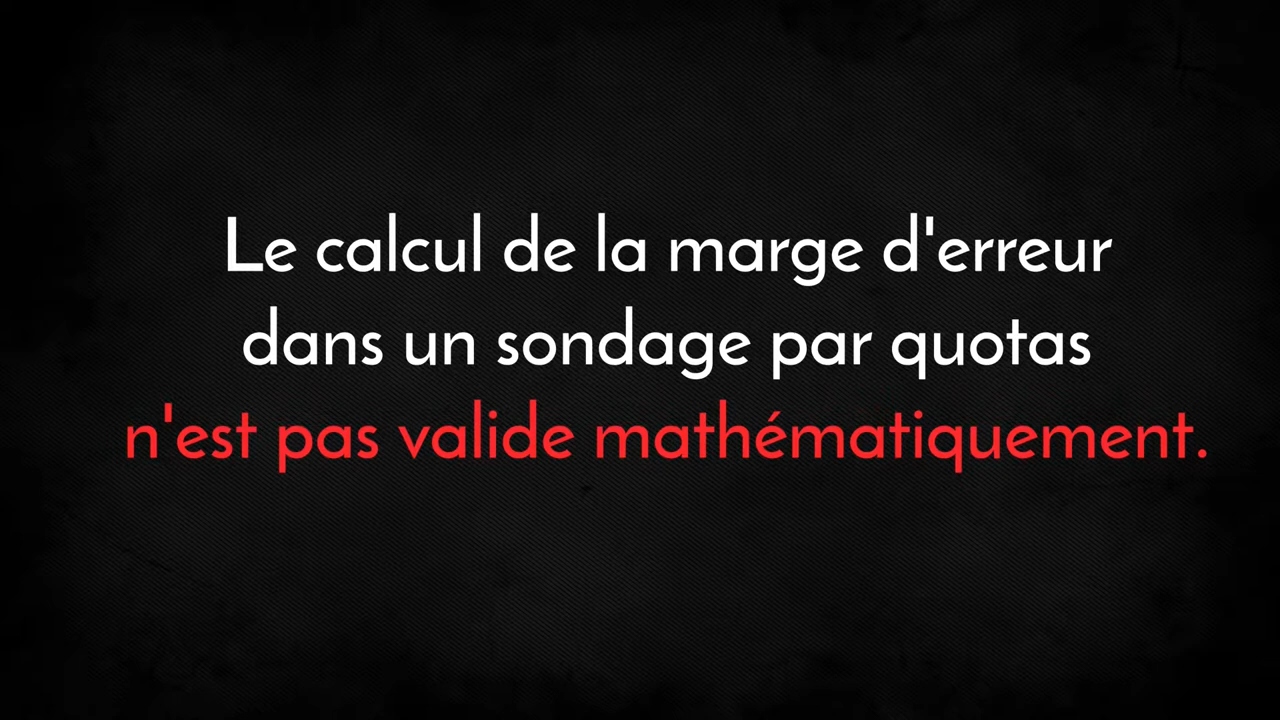 Le calcul de la marge d'erreur
dans un sondage par quotas
n'est pas valide mathématiquement.